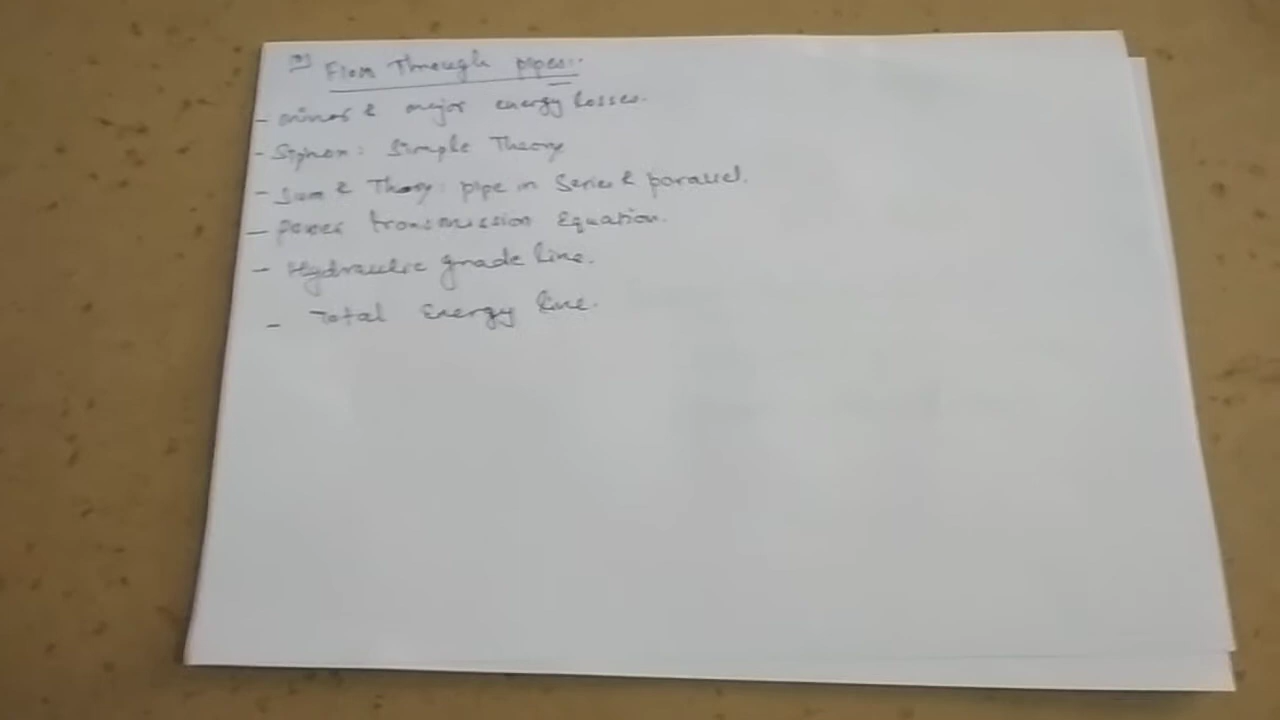 Flow Through pipes:
- minor & major energy losses.
- Siphon: Simple Theory
- Sum & Theory: pipe in Series & parallel.
- Power transmission Equation.
- Hydraulic grade line.
- Total Energy line.